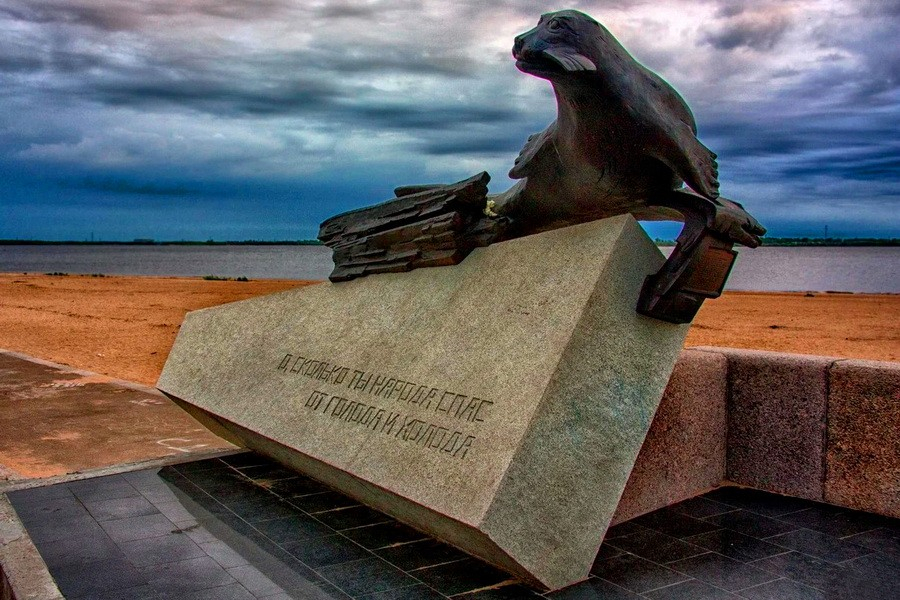 О, СКОЛЬКО ТЫ НАРОДА СПАС
ОТ ГОЛОДА И ХОЛОДА